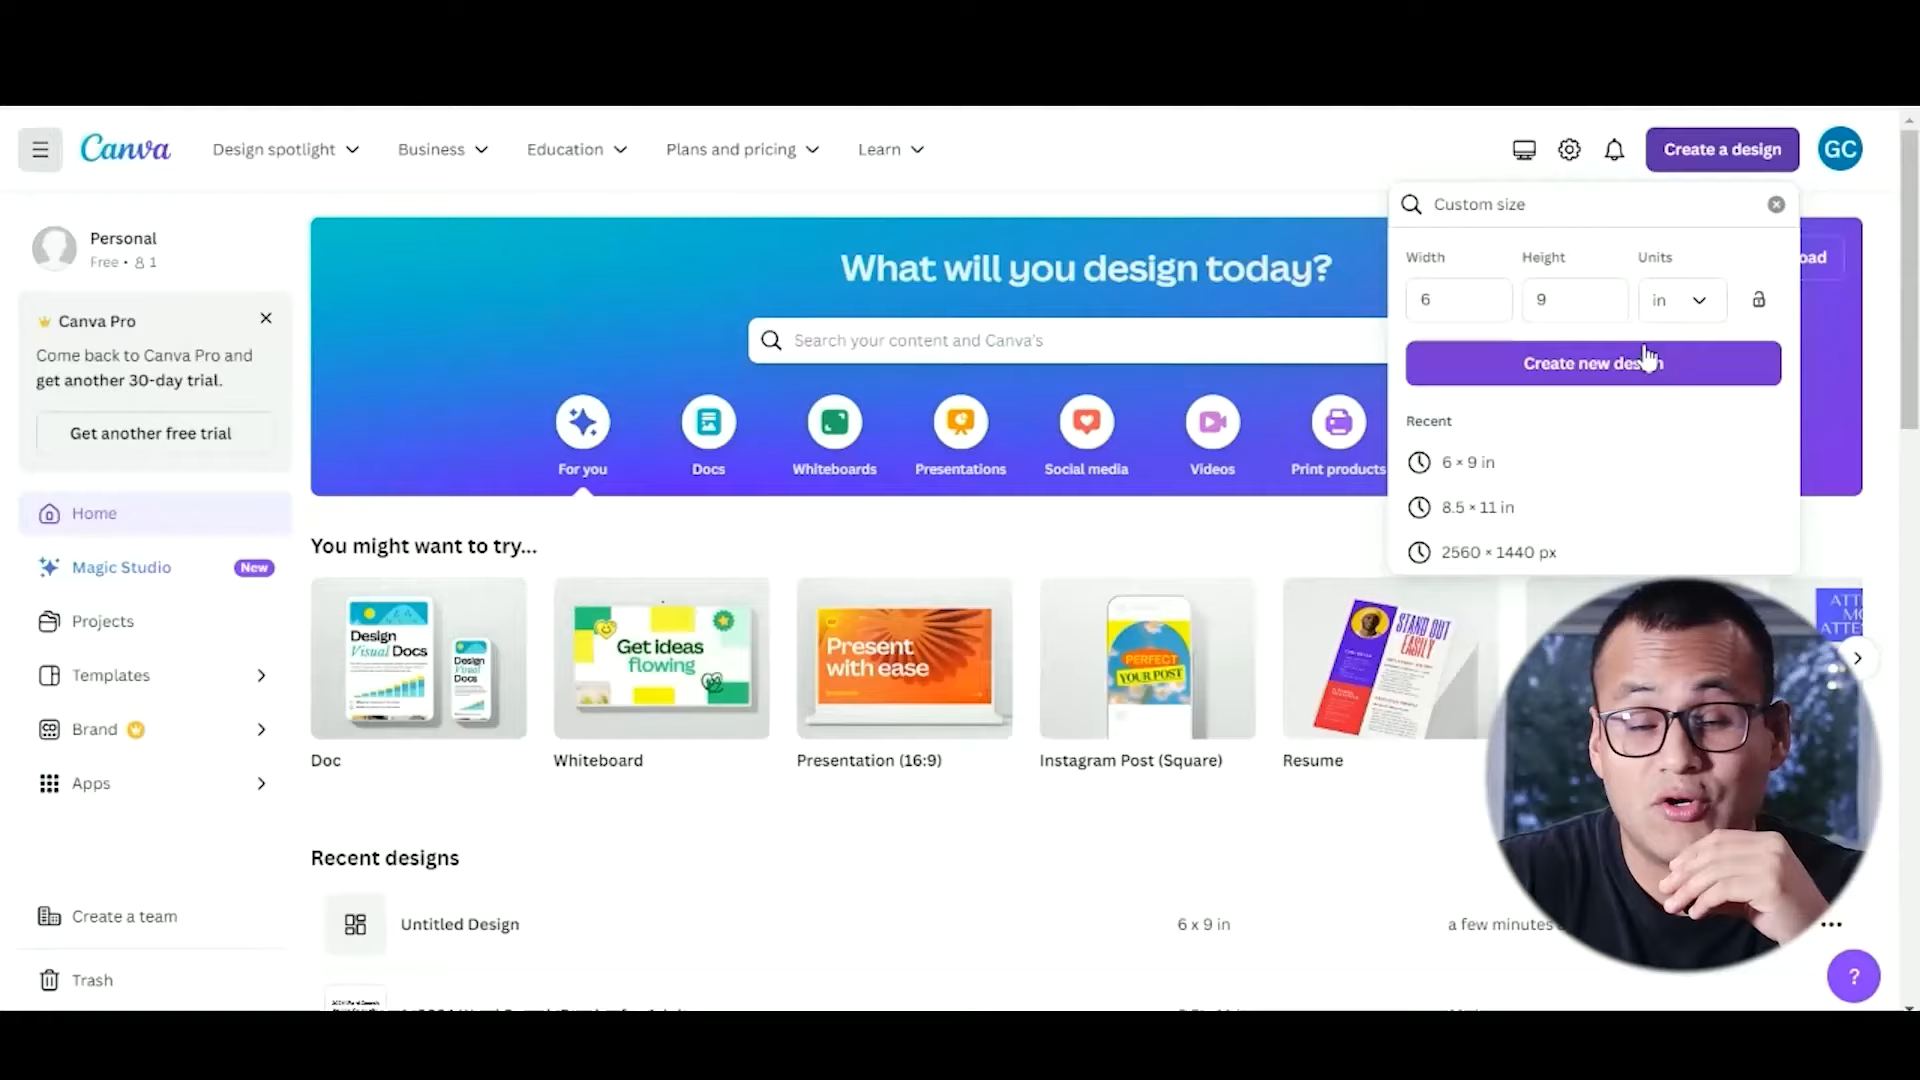 Canva
Design spotlight
Business
Education
Plans and pricing
Learn
Create a design
GC
Custom size
Width
Height
Units
6
9
in
Create new design
Recent
6 × 9 in
8.5 × 11 in
2560 × 1440 px
Personal
Free • 1
Canva Pro
Come back to Canva Pro and
get another 30-day trial.
Get another free trial
Home
Magic Studio
New
Projects
Templates
Brand
Apps
Create a team
Trash
What will you design today?
Search your content and Canva's
For you
Docs
Whiteboards
Presentations
Social media
Videos
Print products
You might want to try...
Design
Visual Docs
Design
Visual
Docs
Get ideas
flowing
Present
with ease
PERFECT
YOUR POST
STAND OUT
EASILY
Doc
Whiteboard
Presentation (16:9)
Instagram Post (Square)
Resume
Recent designs
Untitled Design
6 x 9 in
a few minutes
?